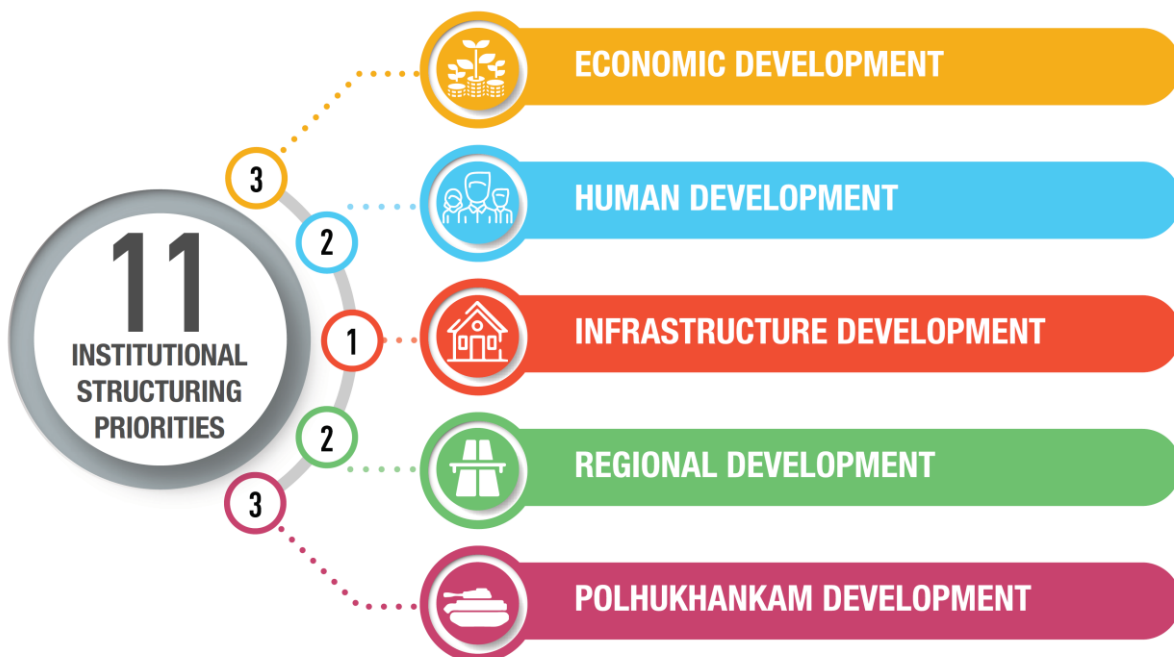 11
INSTITUTIONAL
STRUCTURING
PRIORITIES
3
ECONOMIC DEVELOPMENT
2
HUMAN DEVELOPMENT
1
INFRASTRUCTURE DEVELOPMENT
2
REGIONAL DEVELOPMENT
3
POLHUKHANKAM DEVELOPMENT